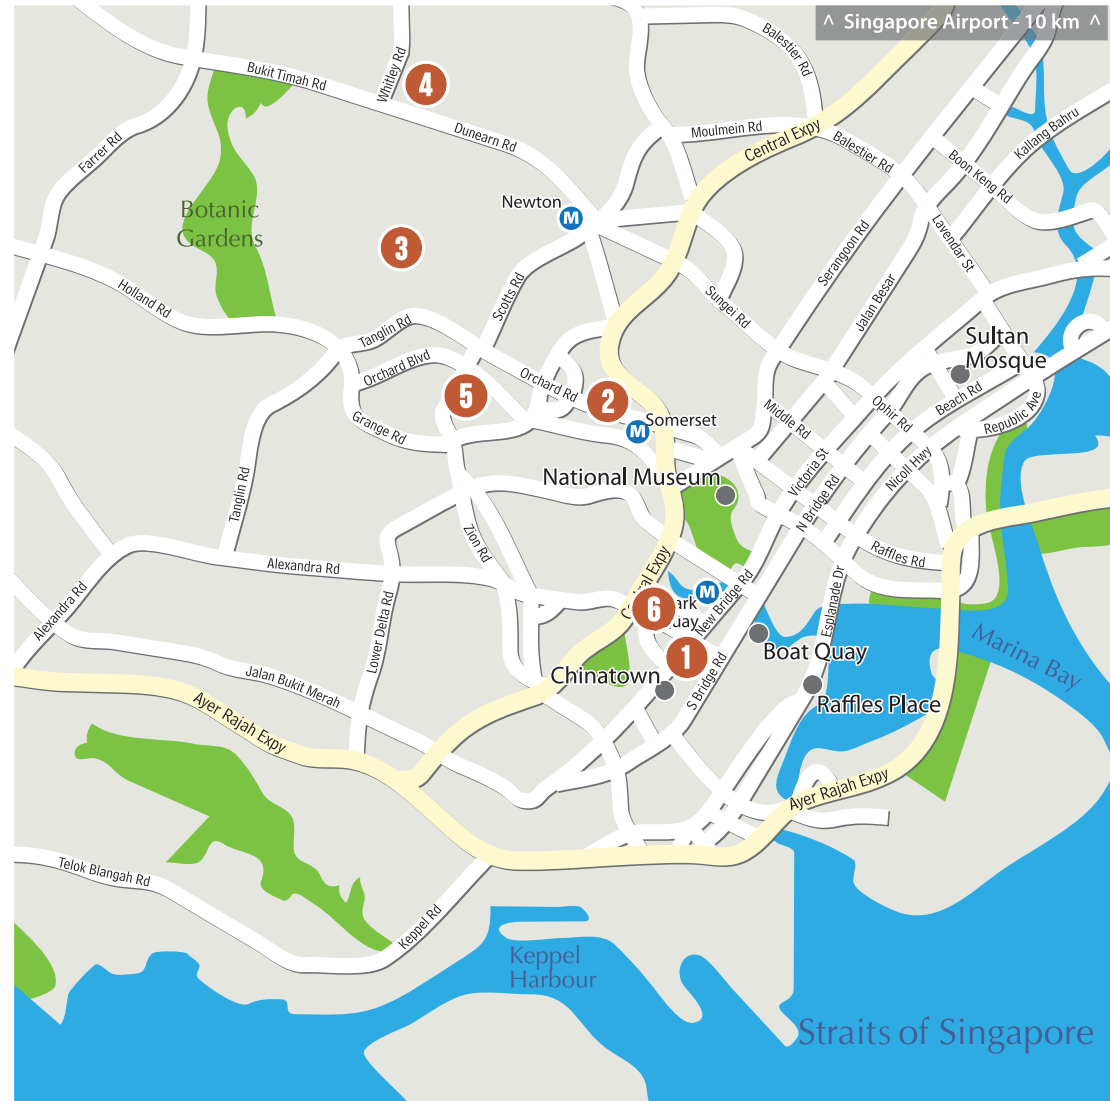 ^ Singapore Airport - 10 km ^
Balestier Rd
Whitley Rd
4
Bukit Timah Rd
Kallang Bahru
Moulmein Rd
Central Expy
Dunearn Rd
Balestier Rd
Farrer Rd
Boon Keng Rd
Newton
M
Botanic
Gardens
3
Lavendar St
Serangoon Rd
Holland Rd
Scotts Rd
Sungei Rd
Jalan Besar
Tanglin Rd
Sultan
Mosque
Orchard Blvd
5
Orchard Rd
2
Beach Rd
Ophir Rd
Republic Ave
Grange Rd
M
Somerset
Middle Rd
Victoria St
Nicoll Hwy
National Museum
Tanglin Rd
N Bridge Rd
Zion Rd
Raffles Rd
Alexandra Rd
Alexandra Rd
Lower Delta Rd
M
6
New Bridge Rd
Esplanade Dr
1
Boat Quay
Marina Bay
Chinatown
S Bridge Rd
Raffles Place
Jalan Bukit Merah
Ayer Rajah Expy
Ayer Rajah Expy
Telok Blangah Rd
Keppel Rd
Keppel
Harbour
Straits of Singapore